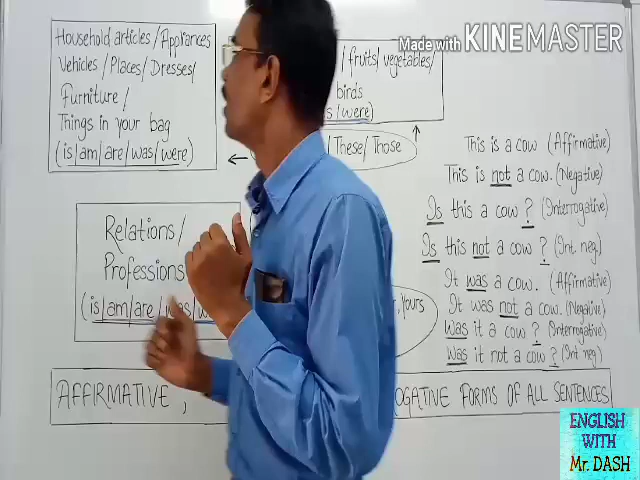 Household articles/Appliances
Vehicles/Places/Dresses/
Furniture/
Things in your bag
(is/am/are/was/were)
/fruits/vegetables/
birds
s/were)
These/Those
Relations/
Professions
(is/am/are/was/w
, Yours
This is a cow (Affirmative)
This is not a cow. (Negative)
Is this a cow ? (Interrogative)
Is this not a cow ? (Int. neg)
It was a cow. (Affirmative)
It was not a cow. (Negative)
Was it a cow ? (Interrogative)
Was it not a cow ? (Int neg)
AFFIRMATIVE,
OGATIVE FORMS OF ALL SENTENCES
Made with KINEMASTER
ENGLISH
WITH
Mr. DASH